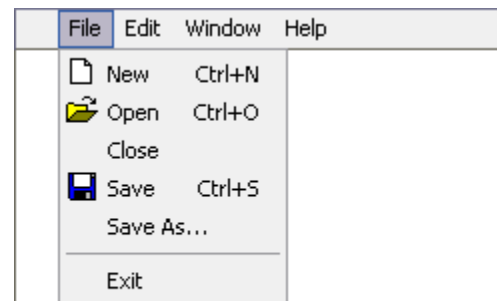 File Edit Window Help
New Ctrl+N
Open Ctrl+O
Close
Save Ctrl+S
Save As...
Exit